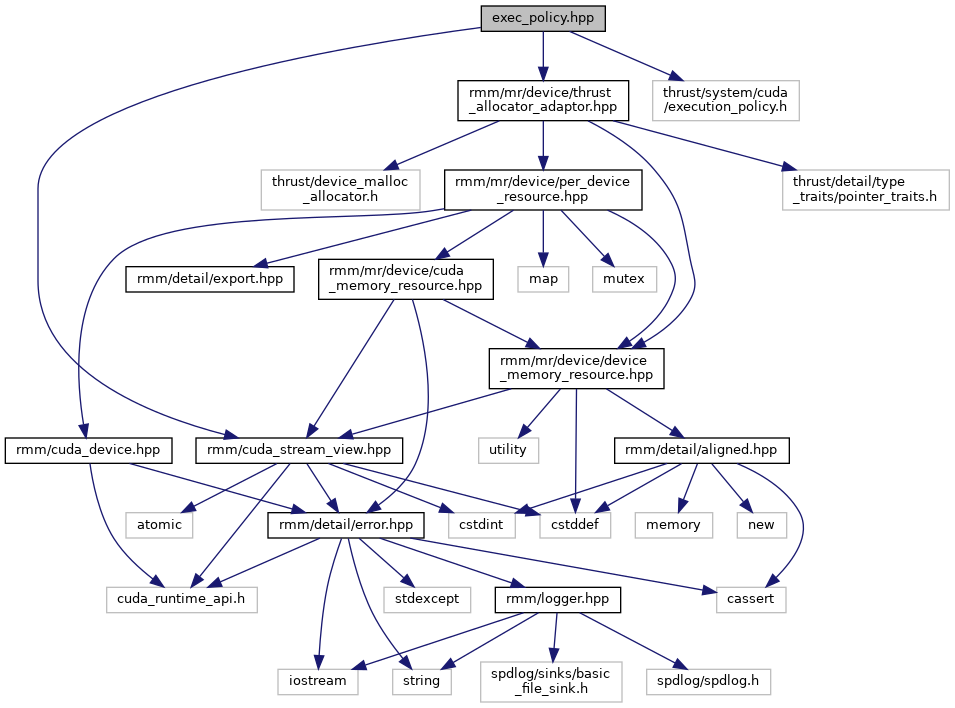 exec_policy.hpp
rmm/mr/device/thrust
_allocator_adaptor.hpp
thrust/system/cuda
/execution_policy.h
thrust/device_malloc
_allocator.h
rmm/mr/device/per_device
_resource.hpp
thrust/detail/type
_traits/pointer_traits.h
rmm/detail/export.hpp
rmm/mr/device/cuda
_memory_resource.hpp
map
mutex
rmm/mr/device/device
_memory_resource.hpp
rmm/cuda_device.hpp
rmm/cuda_stream_view.hpp
utility
rmm/detail/aligned.hpp
atomic
rmm/detail/error.hpp
cstdint
cstddef
memory
new
cuda_runtime_api.h
stdexcept
rmm/logger.hpp
cassert
iostream
string
spdlog/sinks/basic
_file_sink.h
spdlog/spdlog.h